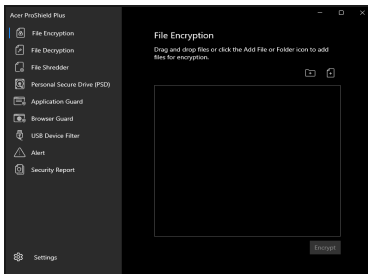 Acer ProShield Plus
File Encryption
File Decryption
File Shredder
Personal Secure Drive (PSD)
Application Guard
Browser Guard
USB Device Filter
Alert
Security Report
Settings
File Encryption
Drag and drop files or click the Add File or Folder icon to add
files for encryption.
Encrypt